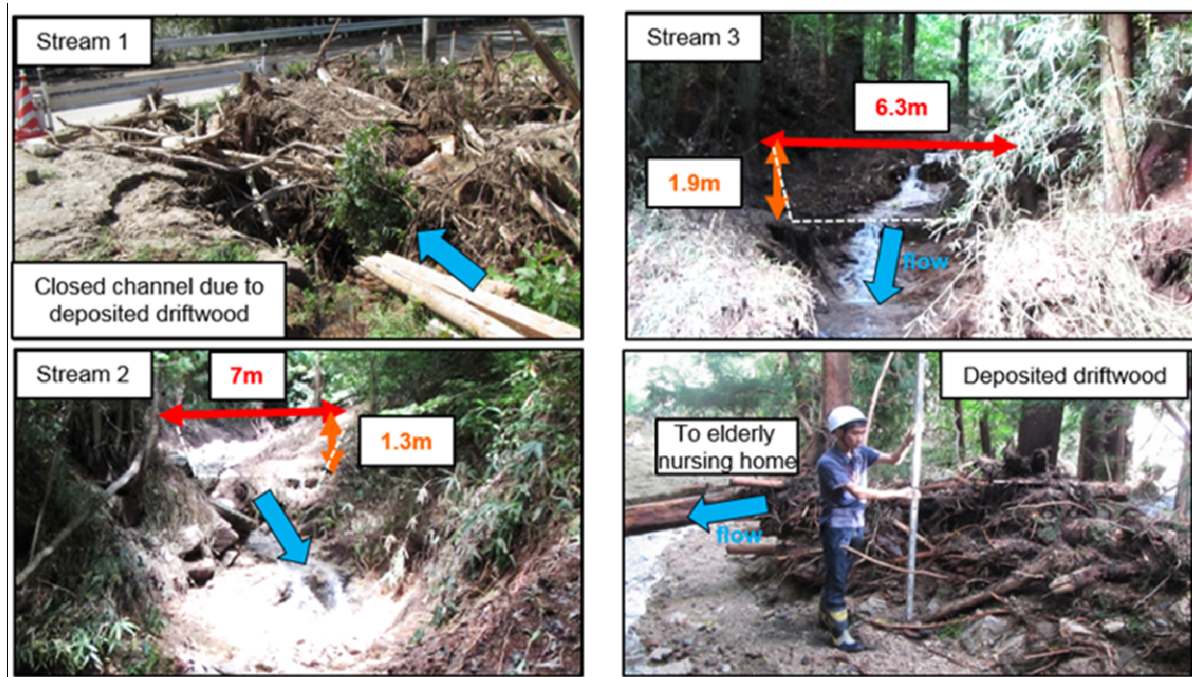 Stream 1
Closed channel due to
deposited driftwood
Stream 3
6.3m
1.9m
flow
Stream 2
7m
1.3m
Deposited driftwood
To elderly
nursing home
flow